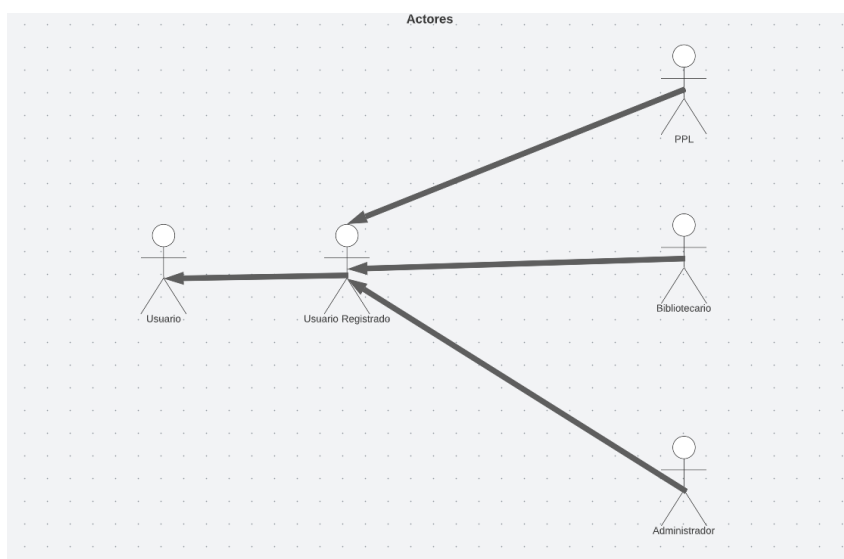 Actores
PPL
Usuario
Usuario Registrado
Bibliotecario
Administrador